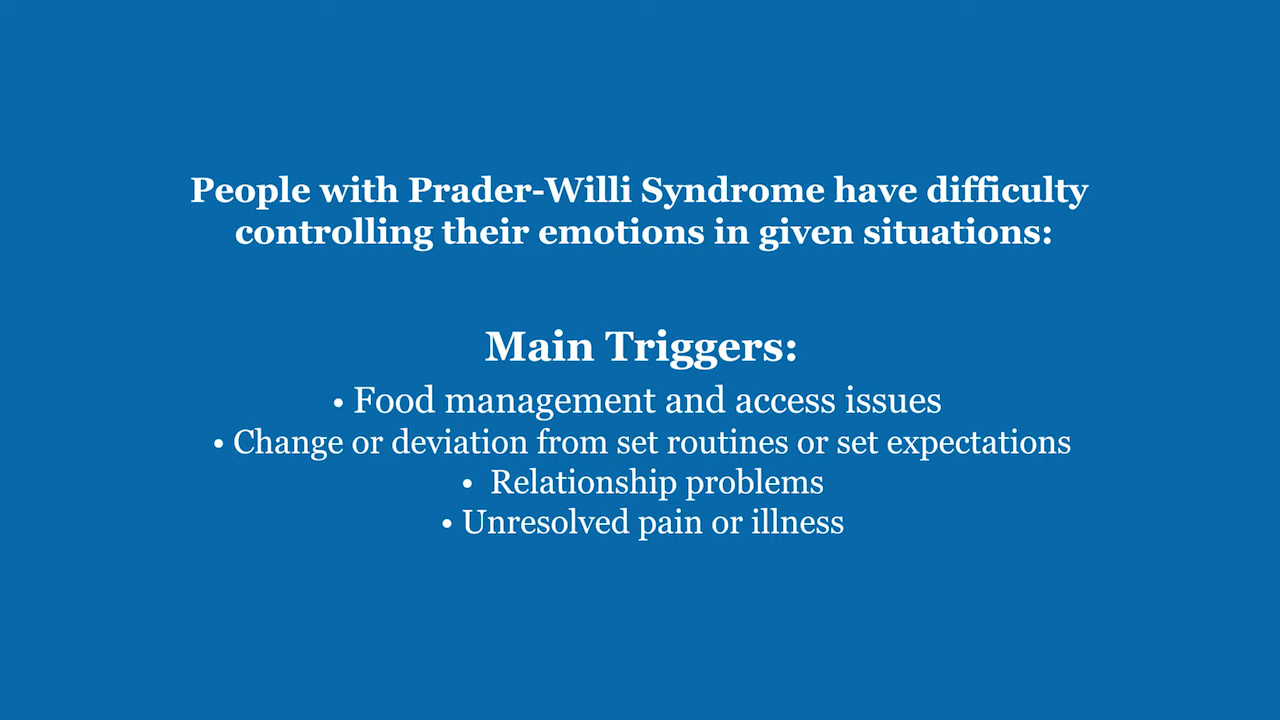 People with Prader-Willi Syndrome have difficulty
controlling their emotions in given situations:
Main Triggers:
• Food management and access issues
• Change or deviation from set routines or set expectations
• Relationship problems
• Unresolved pain or illness